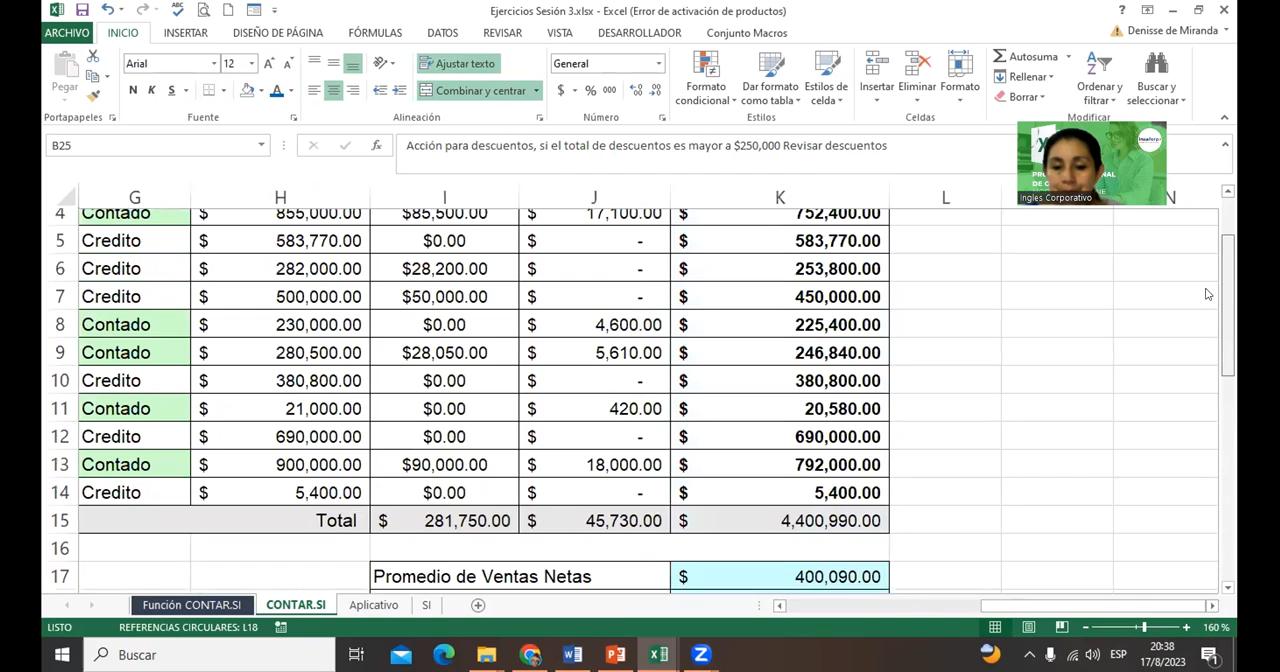 Ejercicios Sesión 3.xlsx - Excel (Error de activación de productos)
ARCHIVO INICIO INSERTAR DISEÑO DE PÁGINA FÓRMULAS DATOS REVISAR VISTA DESARROLLADOR Conjunto Macros Denisse de Miranda
Arial 12 Ajustar texto General Autosuma
Pegar Formato Dar formato Estilos de Insertar Eliminar Formato Rellenar Ordenar y Buscar y
N K S Combinar y centrar $ % 000 condicional como tabla celda Borrar filtrar seleccionar
Portapapeles Fuente Alineación Número Estilos Celdas Modificar
B25 fx Acción para descuentos, si el total de descuentos es mayor a $250,000 Revisar descuentos
Ingles Corporativo
G H I J K L N
4 Contado $ 855,000.00 $85,500.00 $ 17,100.00 $ 752,400.00
5 Credito $ 583,770.00 $0.00 $ - $ 583,770.00
6 Credito $ 282,000.00 $28,200.00 $ - $ 253,800.00
7 Credito $ 500,000.00 $50,000.00 $ - $ 450,000.00
8 Contado $ 230,000.00 $0.00 $ 4,600.00 $ 225,400.00
9 Contado $ 280,500.00 $28,050.00 $ 5,610.00 $ 246,840.00
10 Credito $ 380,800.00 $0.00 $ - $ 380,800.00
11 Contado $ 21,000.00 $0.00 $ 420.00 $ 20,580.00
12 Credito $ 690,000.00 $0.00 $ - $ 690,000.00
13 Contado $ 900,000.00 $90,000.00 $ 18,000.00 $ 792,000.00
14 Credito $ 5,400.00 $0.00 $ - $ 5,400.00
15 Total $ 281,750.00 $ 45,730.00 $ 4,400,990.00
16
17 Promedio de Ventas Netas $ 400,090.00
Función CONTAR.SI CONTAR.SI Aplicativo SI
LISTO REFERENCIAS CIRCULARES: L18 160 %
Buscar ESP 20:38
17/8/2023